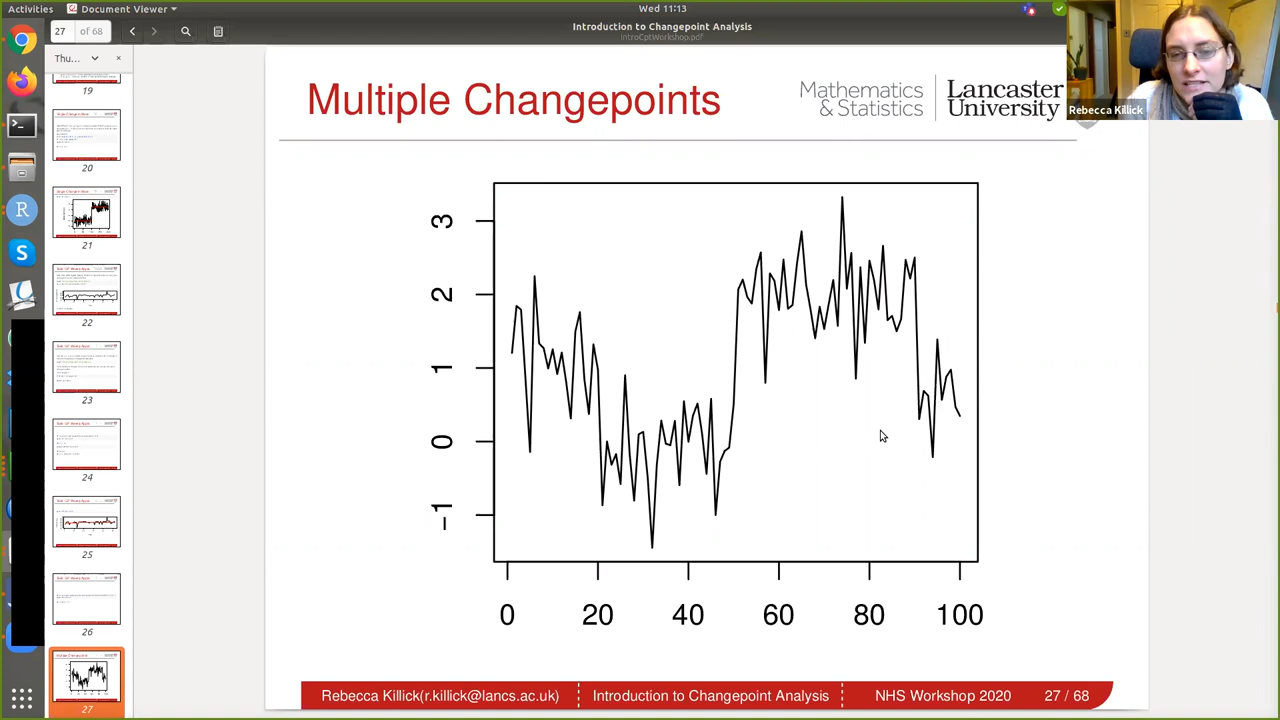 Activities
Document Viewer
Wed 11:13
27
of 68
Introduction to Changepoint Analysis
IntroCptWorkshop.pdf
Thu...
19
20
21
22
23
24
25
26
27
Multiple Changepoints
Mathematics
& Statistics
Lancaster
University
Rebecca Killick
3
2
1
0
−1
0 20 40 60 80 100
Rebecca Killick(r.killick@lancs.ac.uk) Introduction to Changepoint Analysis NHS Workshop 2020 27 / 68